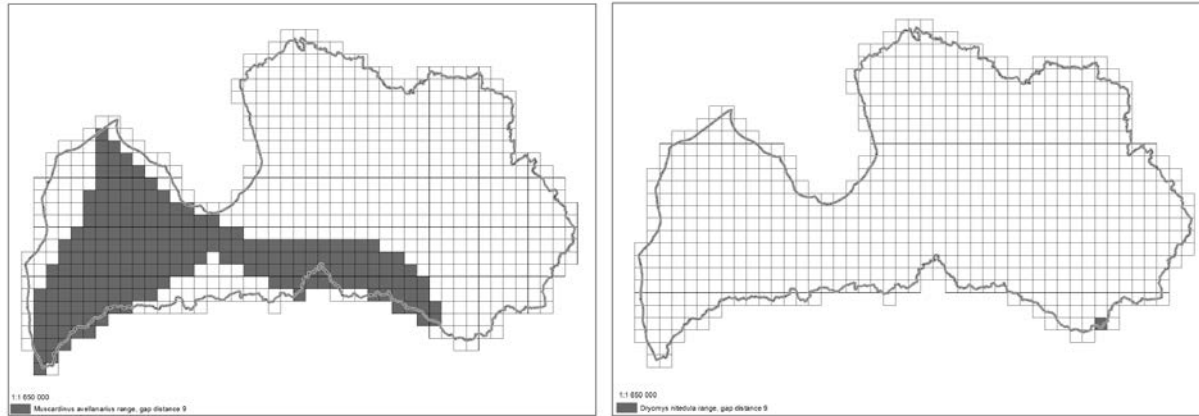 1:1 650 000
Muscardinus avellanarius range, gap distance 9
1:1 650 000
Dryomys nitedula range, gap distance 9